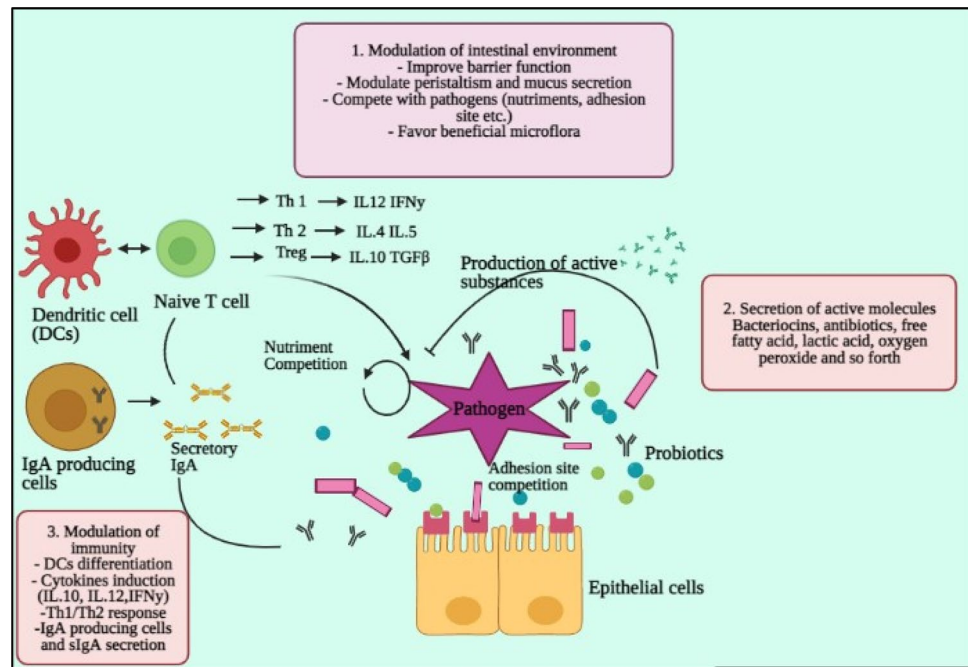 1. Modulation of intestinal environment
- Improve barrier function
- Modulate peristaltism and mucus secretion
- Compete with pathogens (nutriments, adhesion
site etc.)
- Favor beneficial microflora
Th 1
IL12 IFNy
Th 2
IL.4 IL.5
Treg
IL.10 TGFβ
Dendritic cell
(DCs)
Naive T cell
Production of active
substances
2. Secretion of active molecules
Bacteriocins, antibiotics, free
fatty acid, lactic acid, oxygen
peroxide and so forth
Nutriment
Competition
Pathogen
IgA producing
cells
Secretory
IgA
Probiotics
Adhesion site
competition
Epithelial cells
3. Modulation of
immunity
- DCs differentiation
- Cytokines induction
(IL.10, IL.12,IFNy)
-Th1/Th2 response
-IgA producing cells
and sIgA secretion